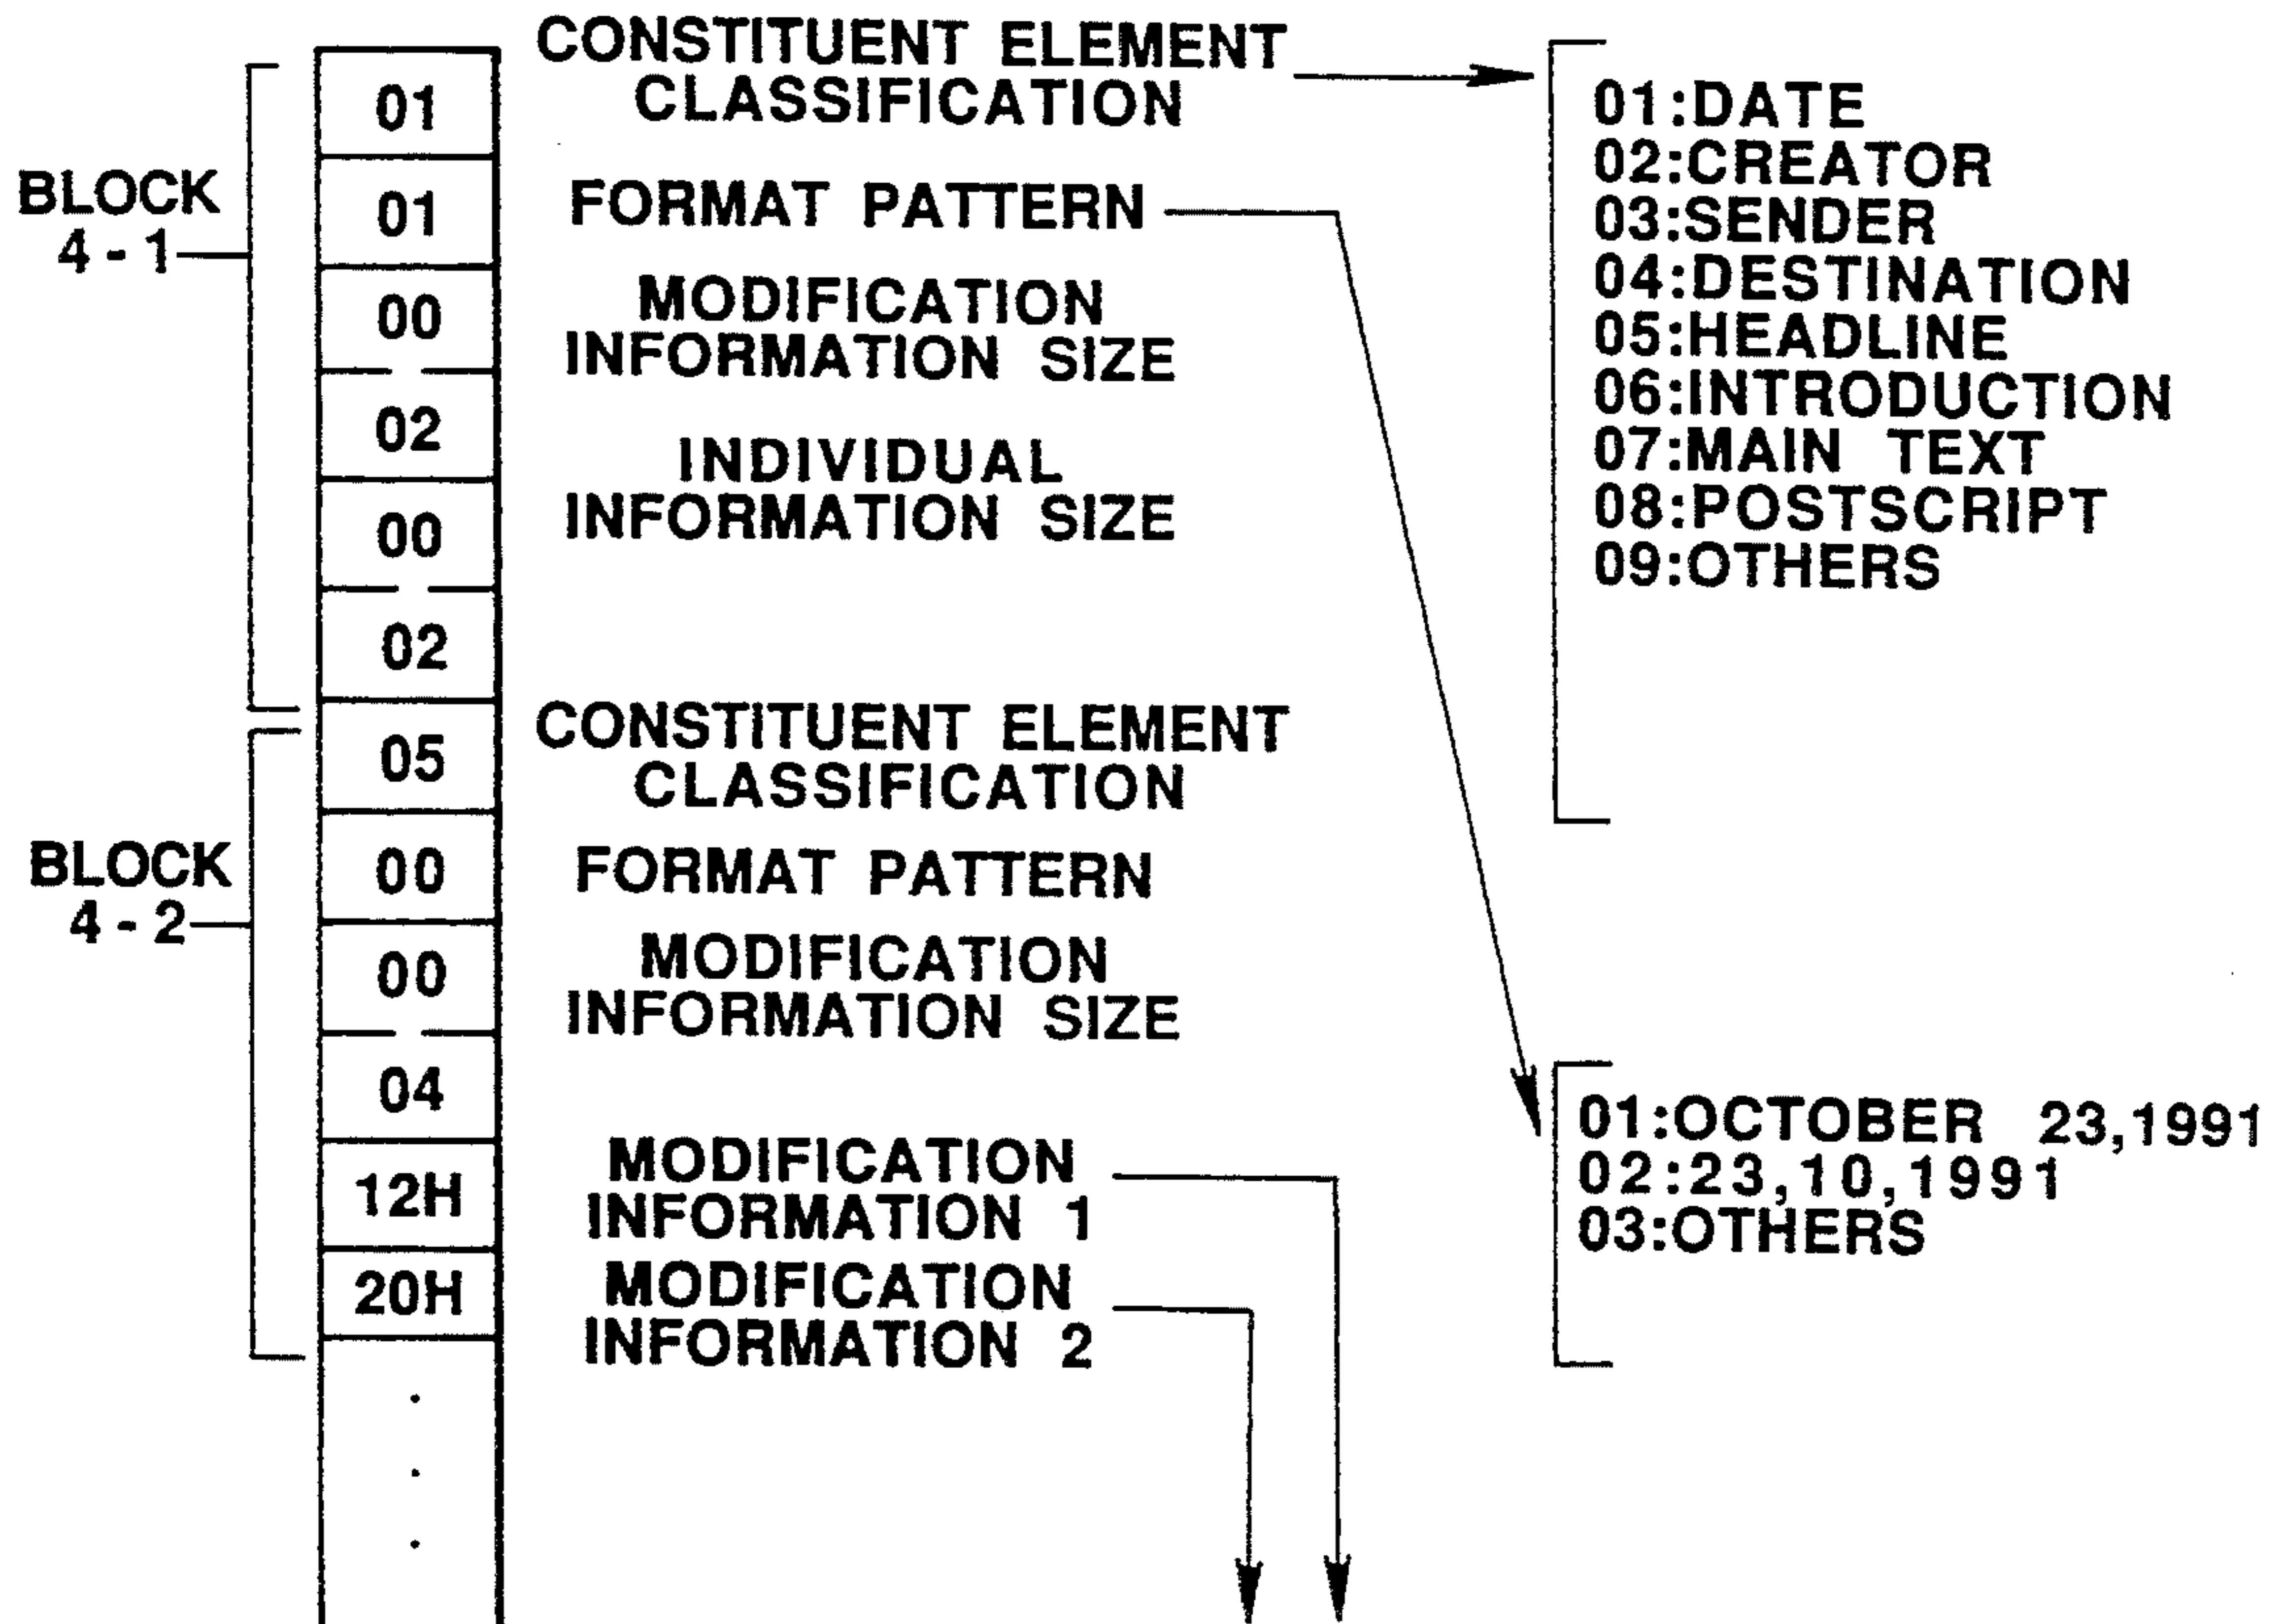 CONSTITUENT ELEMENT
CLASSIFICATION
01
BLOCK
4 - 1
01
FORMAT PATTERN
00
MODIFICATION
INFORMATION SIZE
02
INDIVIDUAL
INFORMATION SIZE
00
02
01:DATE
02:CREATOR
03:SENDER
04:DESTINATION
05:HEADLINE
06:INTRODUCTION
07:MAIN TEXT
08:POSTSCRIPT
09:OTHERS
05
CONSTITUENT ELEMENT
CLASSIFICATION
BLOCK
4 - 2
00
FORMAT PATTERN
00
MODIFICATION
INFORMATION SIZE
04
12H
MODIFICATION
INFORMATION 1
20H
MODIFICATION
INFORMATION 2
01:OCTOBER 23,1991
02:23,10,1991
03:OTHERS